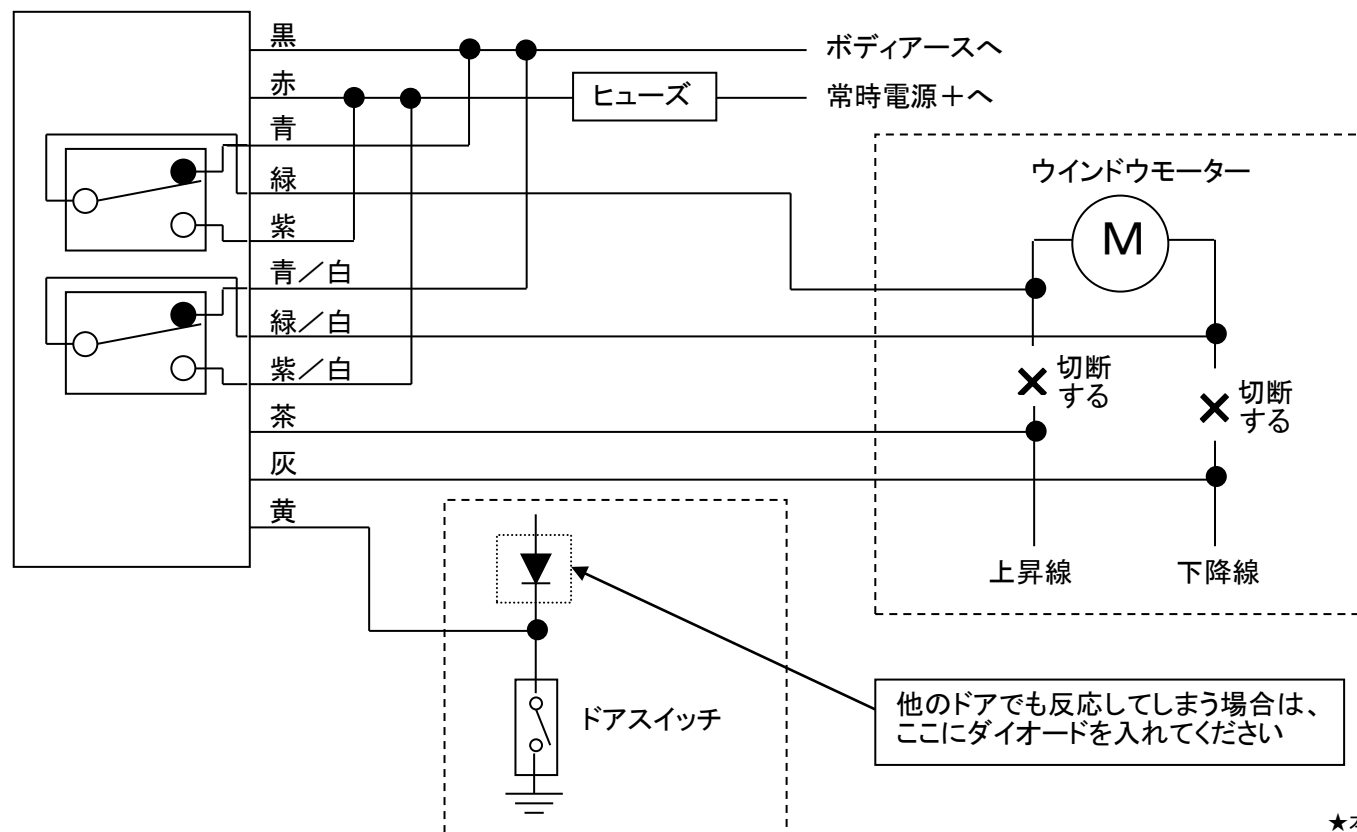 黒
ボディアースへ
赤
ヒューズ
常時電源+へ
青
緑
紫
青/白
緑/白
紫/白
茶
灰
黄
ウインドウモーター
M
切断
する
切断
する
上昇線
下降線
ドアスイッチ
他のドアでも反応してしまう場合は、
ここにダイオードを入れてください
★